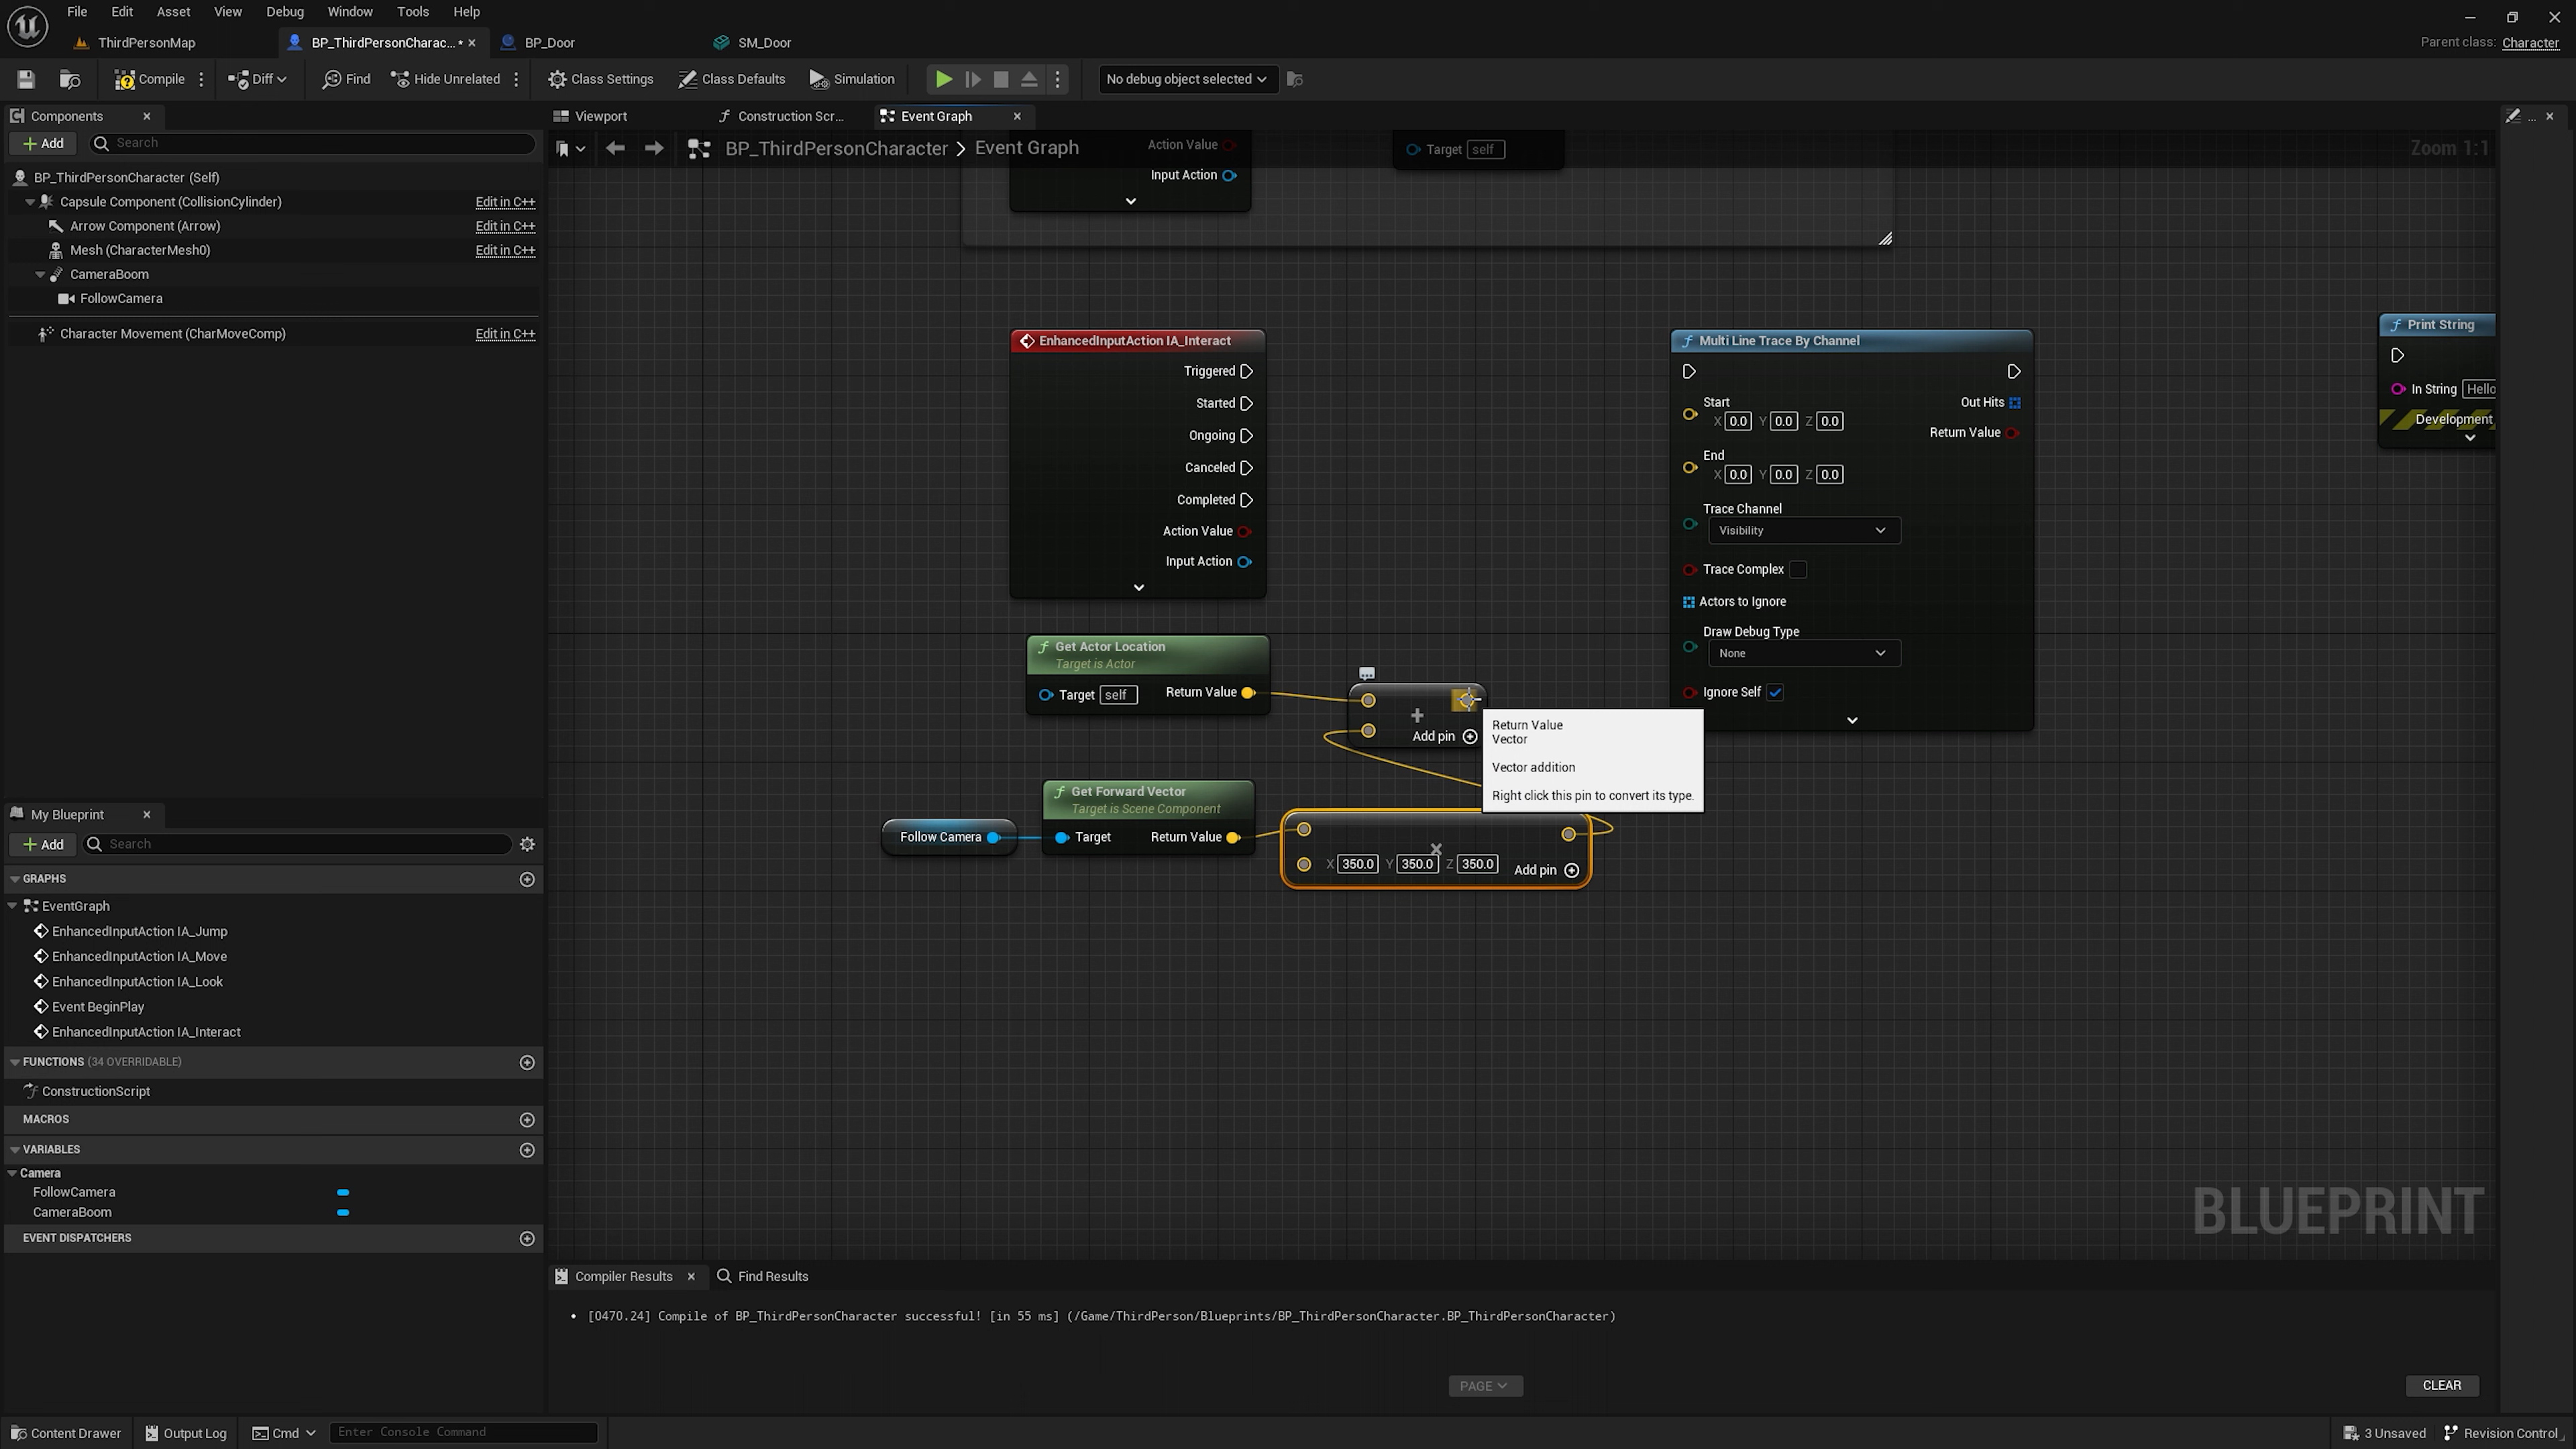 File Edit Asset View Debug Window Tools Help
ThirdPersonMap
BP_ThirdPersonCharac... *
BP_Door
SM_Door
Parent class: Character
Compile
Diff
Find
Hide Unrelated
Class Settings
Class Defaults
Simulation
No debug object selected
Components
Add
Search
BP_ThirdPersonCharacter (Self)
Capsule Component (CollisionCylinder) Edit in C++
Arrow Component (Arrow) Edit in C++
Mesh (CharacterMesh0) Edit in C++
CameraBoom
FollowCamera
Character Movement (CharMoveComp) Edit in C++
My Blueprint
Add
Search
GRAPHS
EventGraph
EnhancedInputAction IA_Jump
EnhancedInputAction IA_Move
EnhancedInputAction IA_Look
Event BeginPlay
EnhancedInputAction IA_Interact
FUNCTIONS (34 OVERRIDABLE)
ConstructionScript
MACROS
VARIABLES
Camera
FollowCamera
CameraBoom
EVENT DISPATCHERS
Viewport
Construction Scr...
Event Graph
BP_ThirdPersonCharacter > Event Graph
Zoom 1:1
Action Value
Input Action
Target self
EnhancedInputAction IA_Interact
Triggered
Started
Ongoing
Canceled
Completed
Action Value
Input Action
Multi Line Trace By Channel
Start
X 0.0 Y 0.0 Z 0.0
Out Hits
Return Value
End
X 0.0 Y 0.0 Z 0.0
Trace Channel
Visibility
Trace Complex
Actors to Ignore
Draw Debug Type
None
Ignore Self
Print String
In String Hello
Development
Get Actor Location
Target is Actor
Target self Return Value
Add pin
Return Value
Vector
Vector addition
Right click this pin to convert its type.
Get Forward Vector
Target is Scene Component
Follow Camera
Target Return Value
X 350.0 Y 350.0 Z 350.0
Add pin
BLUEPRINT
Compiler Results
Find Results
• [0470.24] Compile of BP_ThirdPersonCharacter successful! [in 55 ms] (/Game/ThirdPerson/Blueprints/BP_ThirdPersonCharacter.BP_ThirdPersonCharacter)
PAGE
CLEAR
Content Drawer
Output Log
Cmd
Enter Console Command
3 Unsaved
Revision Control